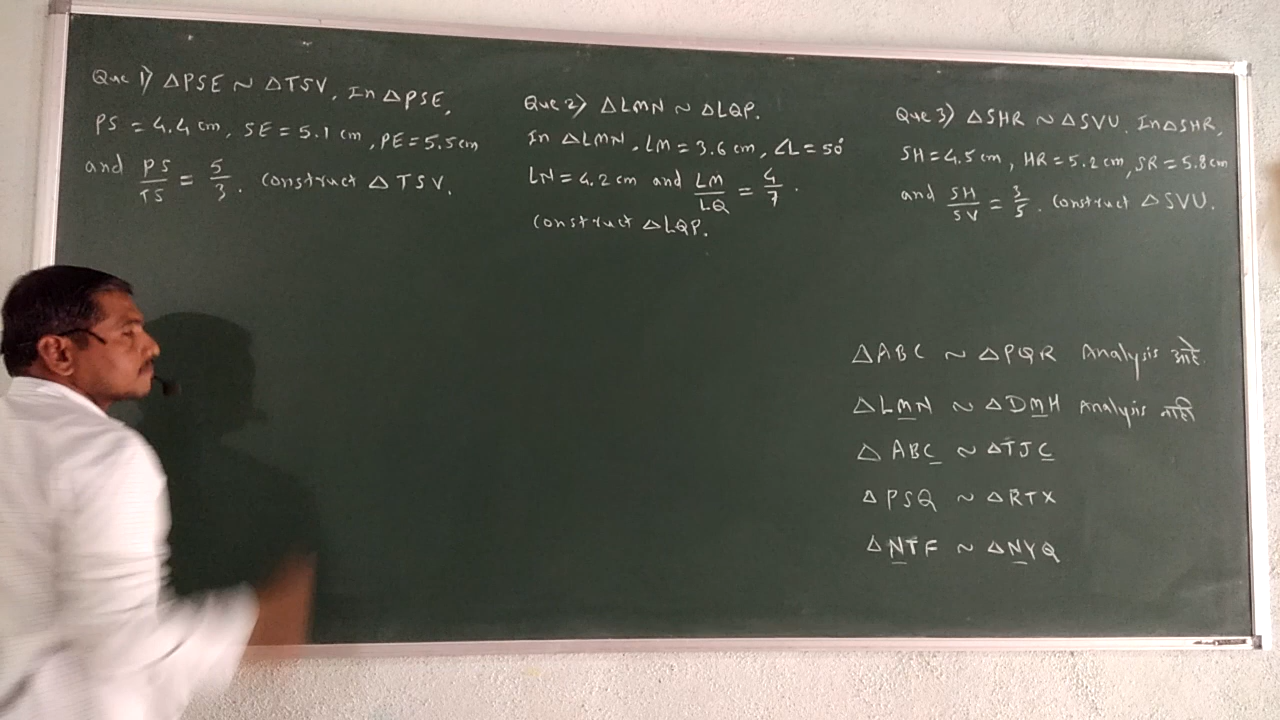 Que 1) △PSE ~ △TSV. In △PSE,
PS = 4.4 cm, SE = 5.1 cm, PE = 5.5 cm
and PS/TS = 5/3. Construct △TSV.
Que 2) △LMN ~ △LQP.
In △LMN, LM = 3.6 cm, ∠L = 50°
LN = 4.2 cm and LM/LQ = 4/7.
Construct △LQP.
Que 3) △SHR ~ △SVU. In △SHR,
SH = 4.5 cm, HR = 5.2 cm, SR = 5.8 cm
and SH/SV = 3/5. Construct △SVU.
△ABC ~ △PQR Analysis आहे.
△LMN ~ △DMH Analysis नाही
△ABC ~ △TJC
△PSQ ~ △RTX
△NTF ~ △NYQ